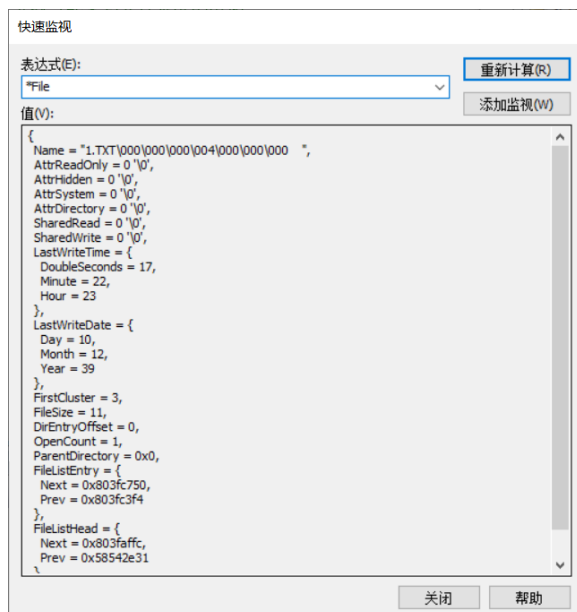 快速监视
表达式(E):
重新计算(R)
*File
添加监视(W)
值(V):
{
Name = "1.TXT\000\000\000\004\000\000\000    ",
AttrReadOnly = 0 '\0',
AttrHidden = 0 '\0',
AttrSystem = 0 '\0',
AttrDirectory = 0 '\0',
SharedRead = 0 '\0',
SharedWrite = 0 '\0',
LastWriteTime = {
DoubleSeconds = 17,
Minute = 22,
Hour = 23
},
LastWriteDate = {
Day = 10,
Month = 12,
Year = 39
},
FirstCluster = 3,
FileSize = 11,
DirEntryOffset = 0,
OpenCount = 1,
ParentDirectory = 0x0,
FileListEntry = {
Next = 0x803fc750,
Prev = 0x803fc3f4
},
FileListHead = {
Next = 0x803faffc,
Prev = 0x58542e31
}
关闭
帮助